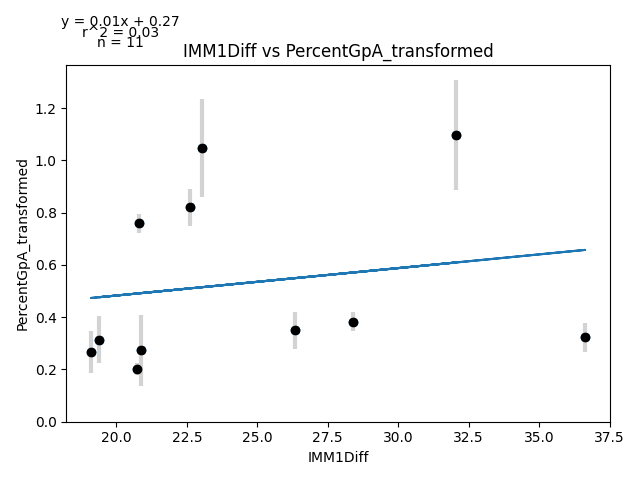 y = 0.01x + 0.27
r^2 = 0.03
n = 11
IMM1Diff vs PercentGpA_transformed
1.2
1.0
0.8
0.6
0.4
0.2
0.0
PercentGpA_transformed
20.0 22.5 25.0 27.5 30.0 32.5 35.0 37.5
IMM1Diff